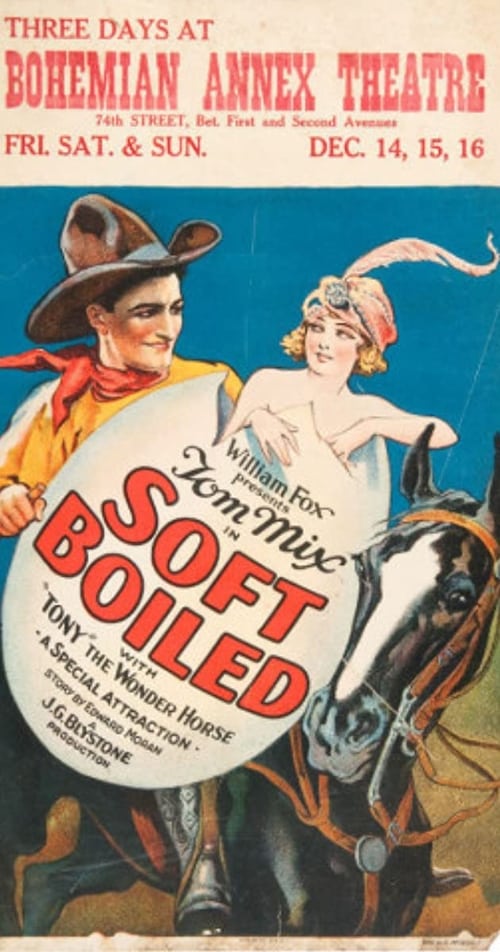 THREE DAYS AT
BOHEMIAN ANNEX THEATRE
74th STREET, Bet. First and Second Avenues
FRI. SAT. & SUN. DEC. 14, 15, 16
William Fox
presents
Tom Mix
IN
SOFT
BOILED
WITH
"TONY" THE WONDER HORSE
· A SPECIAL ATTRACTION ·
STORY BY EDWARD MORAN
A
J.G. BLYSTONE
PRODUCTION.